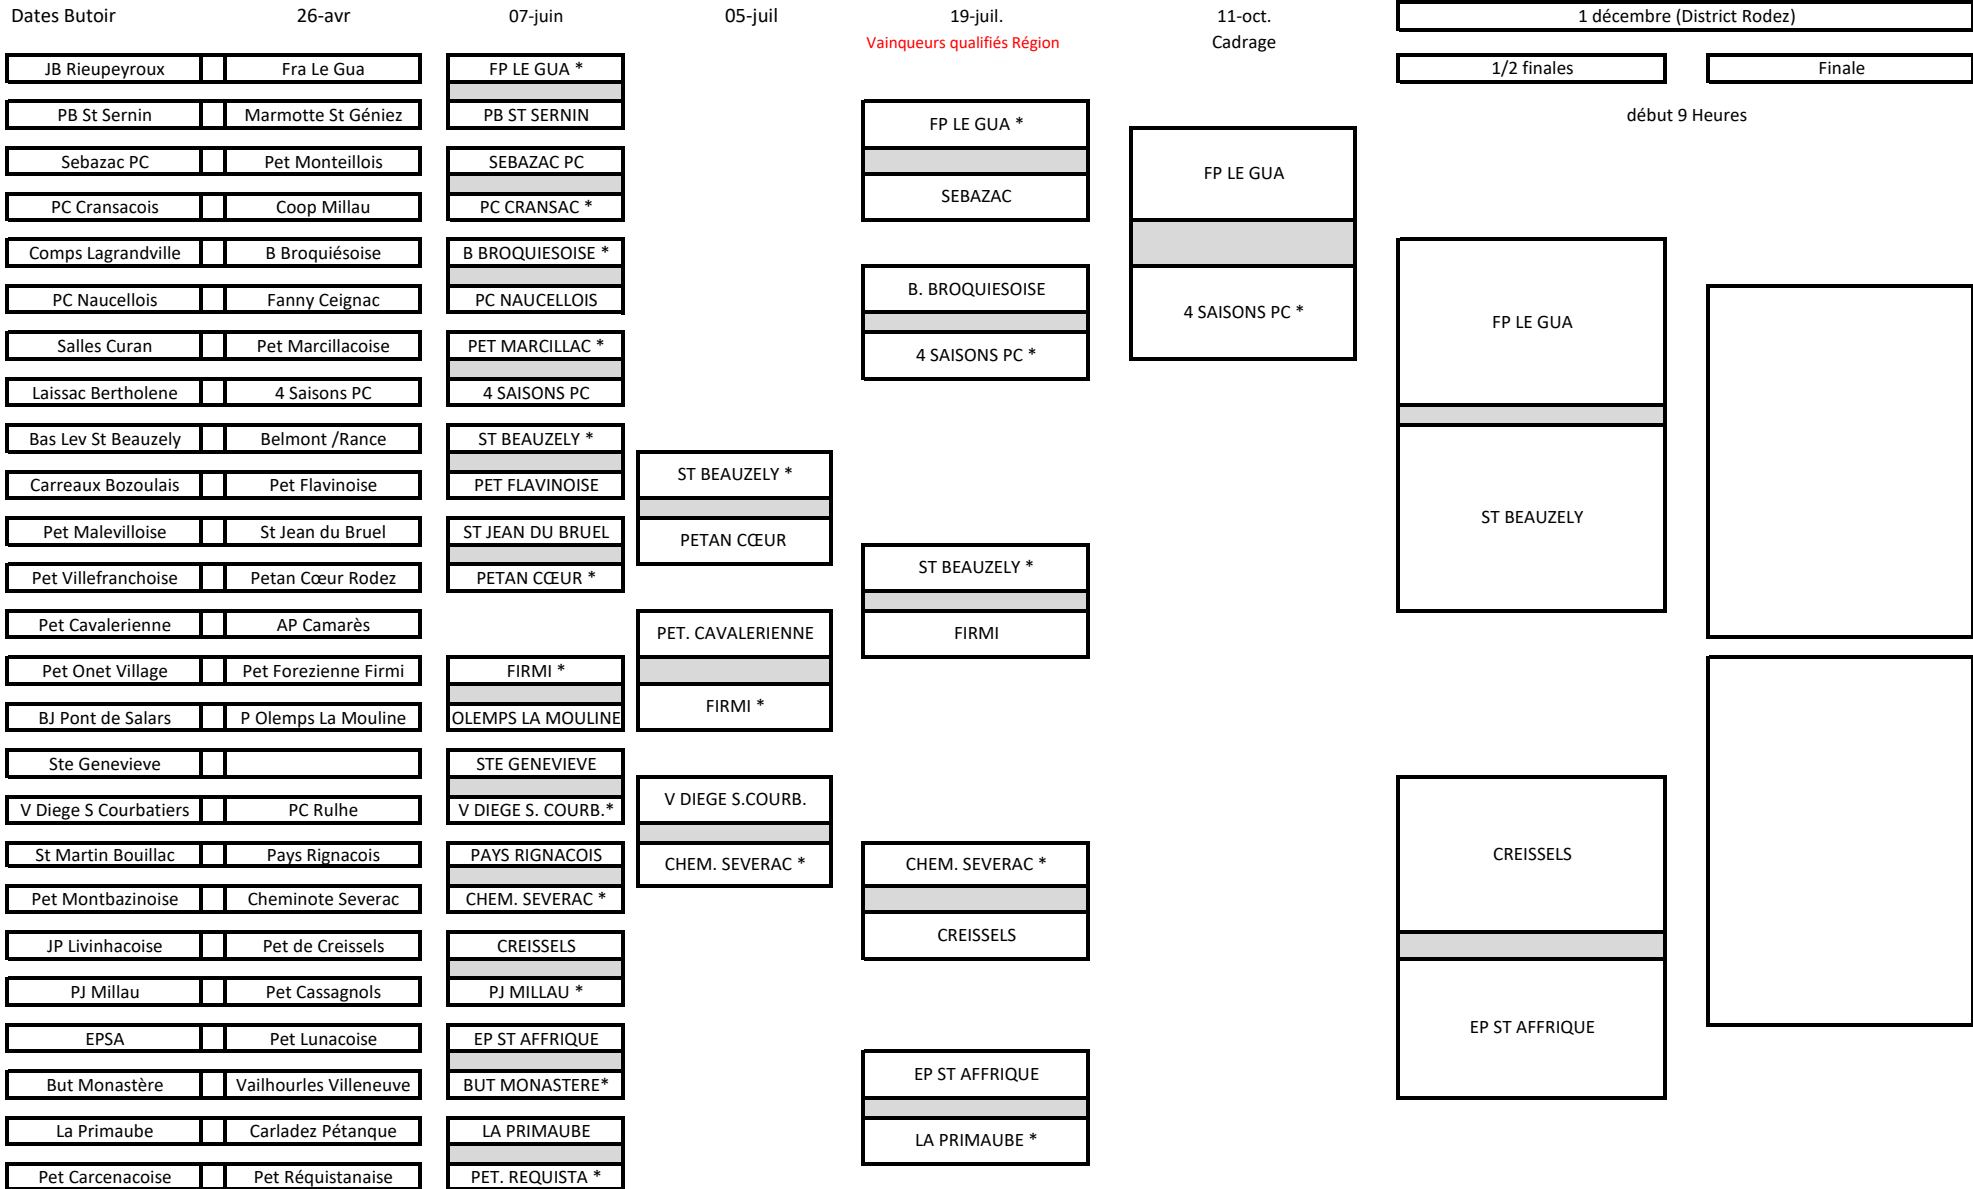 Dates Butoir 26-avr 07-juin 05-juil 19-juil. 11-oct. 1 décembre (District Rodez)
Vainqueurs qualifiés Région Cadrage
JB Rieupeyroux Fra Le Gua FP LE GUA * 1/2 finales Finale
PB St Sernin Marmotte St Géniez PB ST SERNIN début 9 Heures
FP LE GUA *
Sebazac PC Pet Monteillois SEBAZAC PC
FP LE GUA
SEBAZAC
PC Cransacois Coop Millau PC CRANSAC *
Comps Lagrandville B Broquiésoise B BROQUIESOISE *
B. BROQUIESOISE
PC Naucellois Fanny Ceignac PC NAUCELLOIS
4 SAISONS PC *
FP LE GUA
Salles Curan Pet Marcillacoise PET MARCILLAC *
4 SAISONS PC *
Laissac Bertholene 4 Saisons PC 4 SAISONS PC
Bas Lev St Beauzely Belmont /Rance ST BEAUZELY *
ST BEAUZELY *
Carreaux Bozoulais Pet Flavinoise PET FLAVINOISE
ST BEAUZELY
Pet Malevilloise St Jean du Bruel ST JEAN DU BRUEL
PETAN CŒUR
ST BEAUZELY *
Pet Villefranchoise Petan Cœur Rodez PETAN CŒUR *
Pet Cavalerienne AP Camarès
PET. CAVALERIENNE FIRMI
Pet Onet Village Pet Forezienne Firmi FIRMI *
FIRMI *
BJ Pont de Salars P Olemps La Mouline OLEMPS LA MOULINE
Ste Genevieve STE GENEVIEVE
V DIEGE S.COURB.
V Diege S Courbatiers PC Rulhe V DIEGE S. COURB.*
St Martin Bouillac Pays Rignacois PAYS RIGNACOIS CREISSELS
CHEM. SEVERAC * CHEM. SEVERAC *
Pet Montbazinoise Cheminote Severac CHEM. SEVERAC *
CREISSELS
JP Livinhacoise Pet de Creissels CREISSELS
PJ Millau Pet Cassagnols PJ MILLAU *
EP ST AFFRIQUE
EPSA Pet Lunacoise EP ST AFFRIQUE
EP ST AFFRIQUE
But Monastère Vailhourles Villeneuve BUT MONASTERE*
La Primaube Carladez Pétanque LA PRIMAUBE
LA PRIMAUBE *
Pet Carcenacoise Pet Réquistanaise PET. REQUISTA *